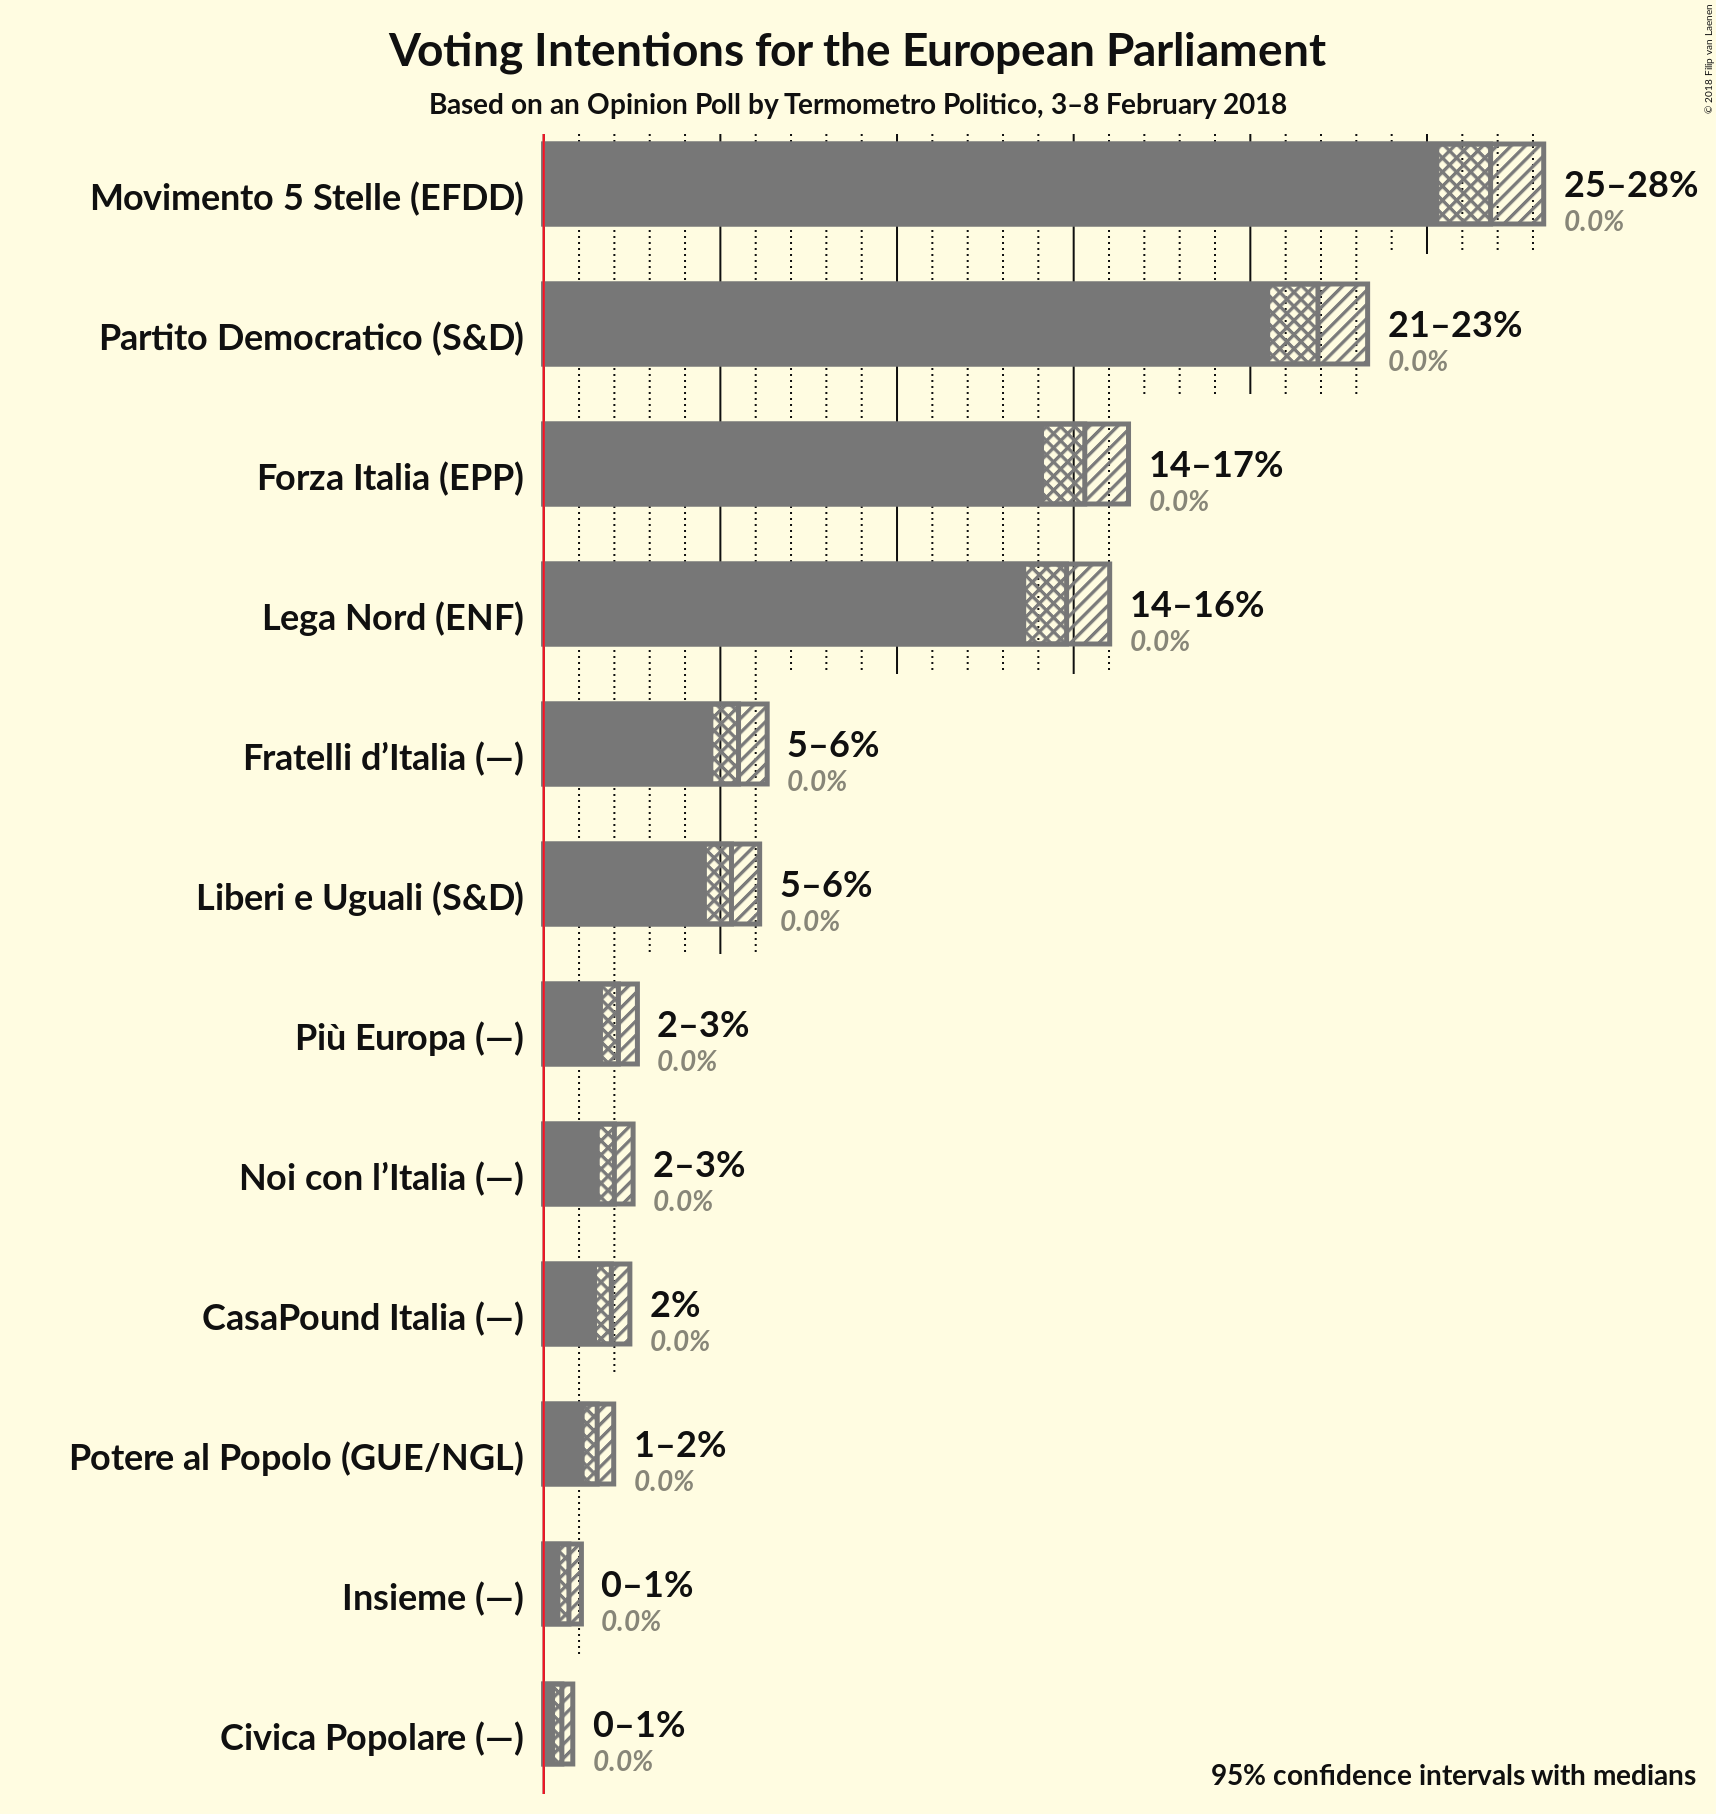 Voting Intentions for the European Parliament
Based on an Opinion Poll by Termometro Politico, 3–8 February 2018
© 2018 Filip van Laenen
Movimento 5 Stelle (EFDD)
25–28%
0.0%
Partito Democratico (S&D)
21–23%
0.0%
Forza Italia (EPP)
14–17%
0.0%
Lega Nord (ENF)
14–16%
0.0%
Fratelli d’Italia (—)
5–6%
0.0%
Liberi e Uguali (S&D)
5–6%
0.0%
Più Europa (—)
2–3%
0.0%
Noi con l’Italia (—)
2–3%
0.0%
CasaPound Italia (—)
2%
0.0%
Potere al Popolo (GUE/NGL)
1–2%
0.0%
Insieme (—)
0–1%
0.0%
Civica Popolare (—)
0–1%
0.0%
95% confidence intervals with medians